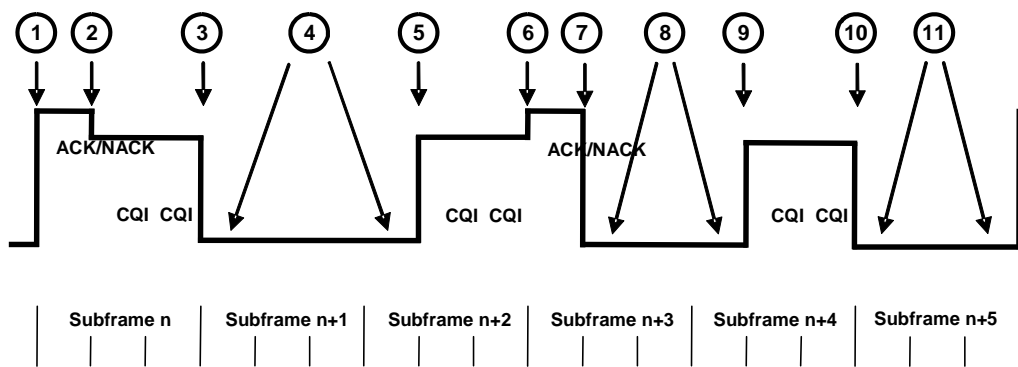 1 2 3 4 5 6 7 8 9 10 11
ACK/NACK ACK/NACK
CQI CQI CQI CQI CQI CQI
Subframe n Subframe n+1 Subframe n+2 Subframe n+3 Subframe n+4 Subframe n+5